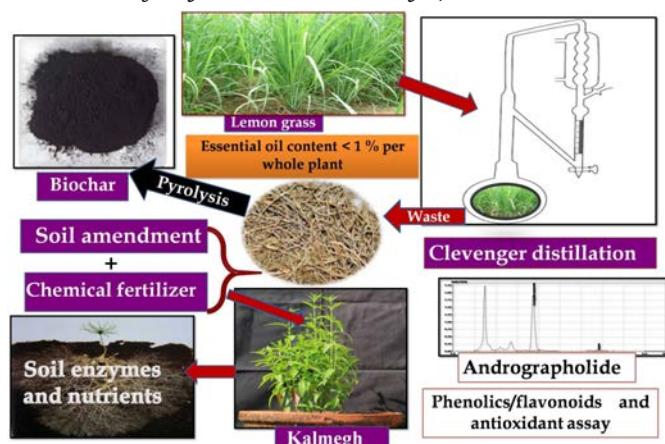 Lemon grass
Essential oil content < 1 % per
whole plant
Biochar
Pyrolysis
Waste
Soil amendment
+
Chemical fertilizer
Clevenger distillation
Soil enzymes
and nutrients
Kalmegh
Andrographolide
Phenolics/flavonoids and
antioxidant assay